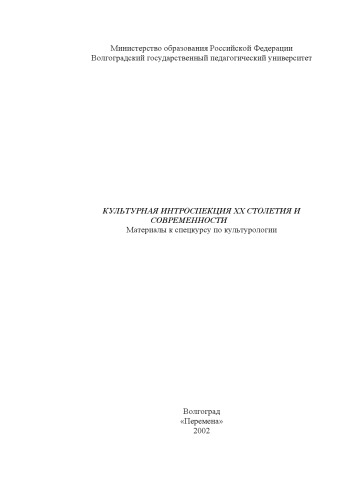 Министерство образования Российской Федерации
Волгоградский государственный педагогический университет
КУЛЬТУРНАЯ ИНТРОСПЕКЦИЯ XX СТОЛЕТИЯ И
СОВРЕМЕННОСТИ
Материалы к спецкурсу по культурологии
Волгоград
«Перемена»
2002